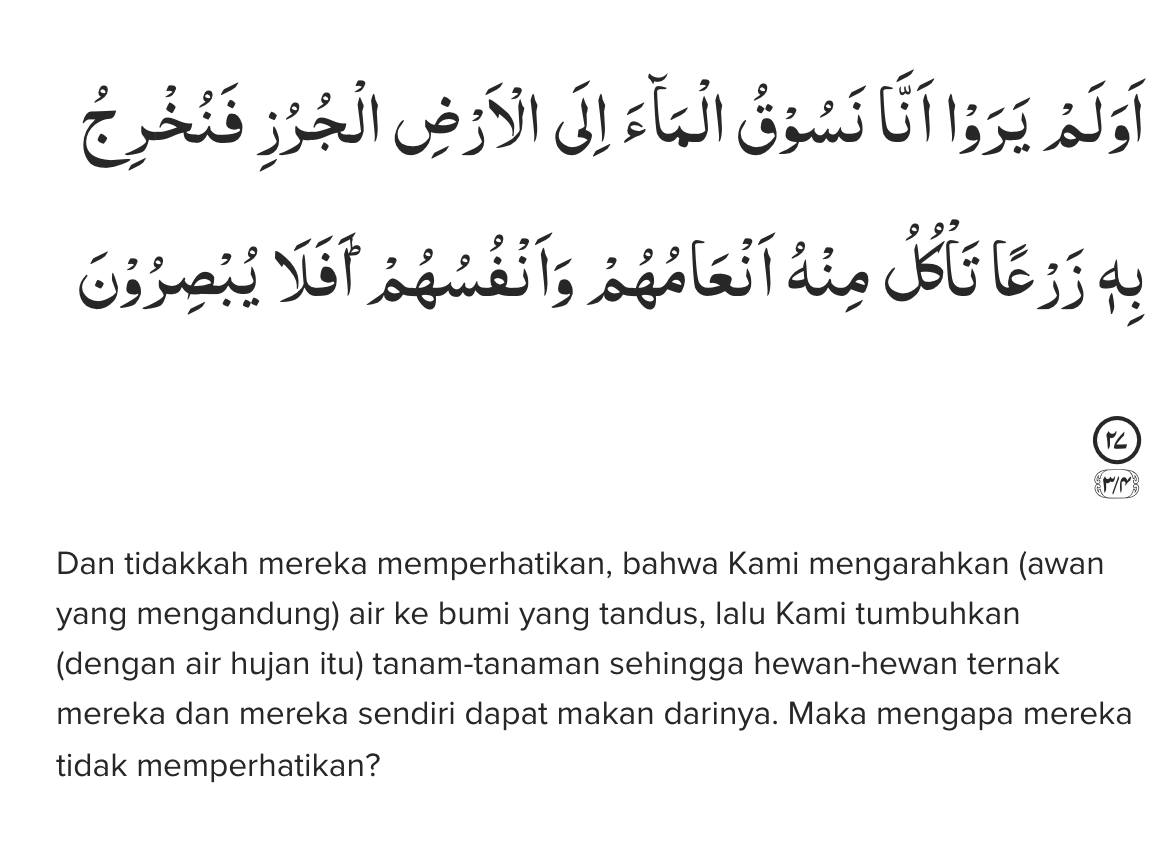 اَوَلَمْ يَرَوْا اَنَّا نَسُوْقُ الْمَاۤءَ اِلَى الْاَرْضِ الْجُرُزِ فَنُخْرِجُ
بِهٖ زَرْعًا تَأْكُلُ مِنْهُ اَنْعَامُهُمْ وَاَنْفُسُهُمْۗ اَفَلَا يُبْصِرُوْنَ
٢٧
٣/٤
Dan tidakkah mereka memperhatikan, bahwa Kami mengarahkan (awan
yang mengandung) air ke bumi yang tandus, lalu Kami tumbuhkan
(dengan air hujan itu) tanam-tanaman sehingga hewan-hewan ternak
mereka dan mereka sendiri dapat makan darinya. Maka mengapa mereka
tidak memperhatikan?